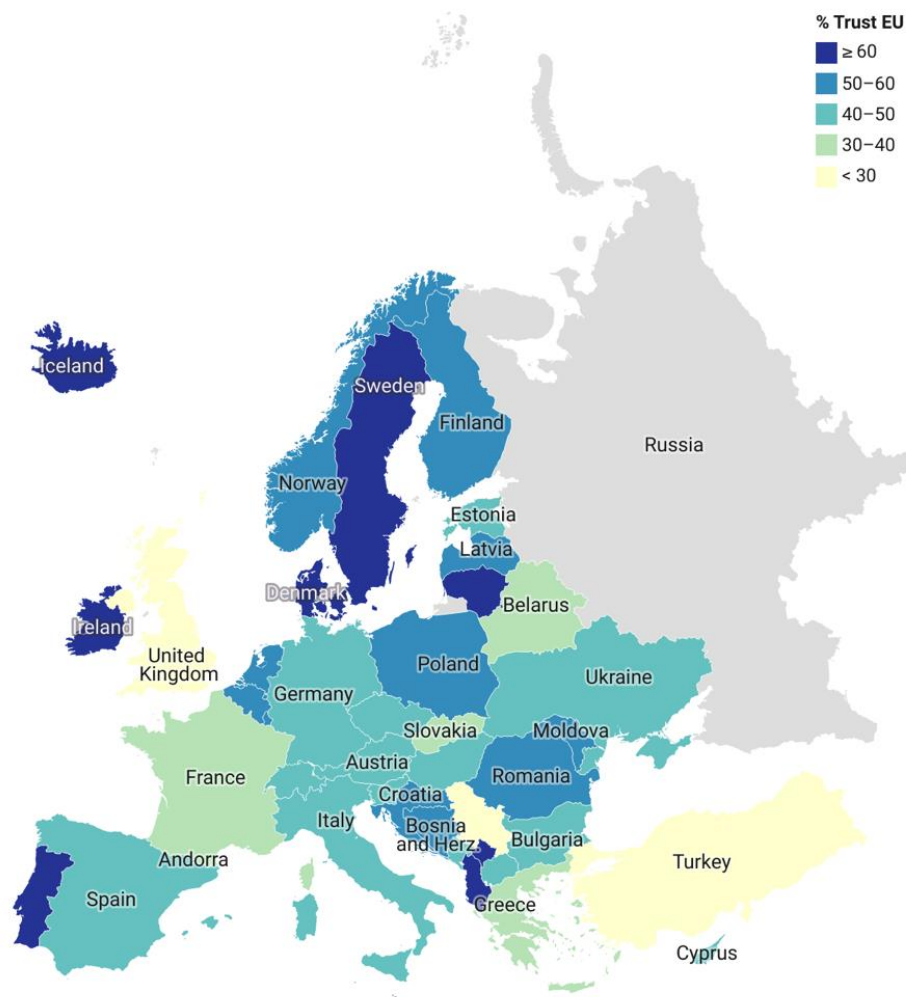 % Trust EU
≥ 60
50–60
40–50
30–40
< 30
Iceland
Sweden
Finland
Russia
Norway
Estonia
Latvia
Denmark
Belarus
Ireland
United
Kingdom
Poland
Ukraine
Germany
Slovakia
Moldova
Austria
France
Romania
Croatia
Italy
Bosnia
and Herz.
Bulgaria
Andorra
Turkey
Spain
Greece
Cyprus